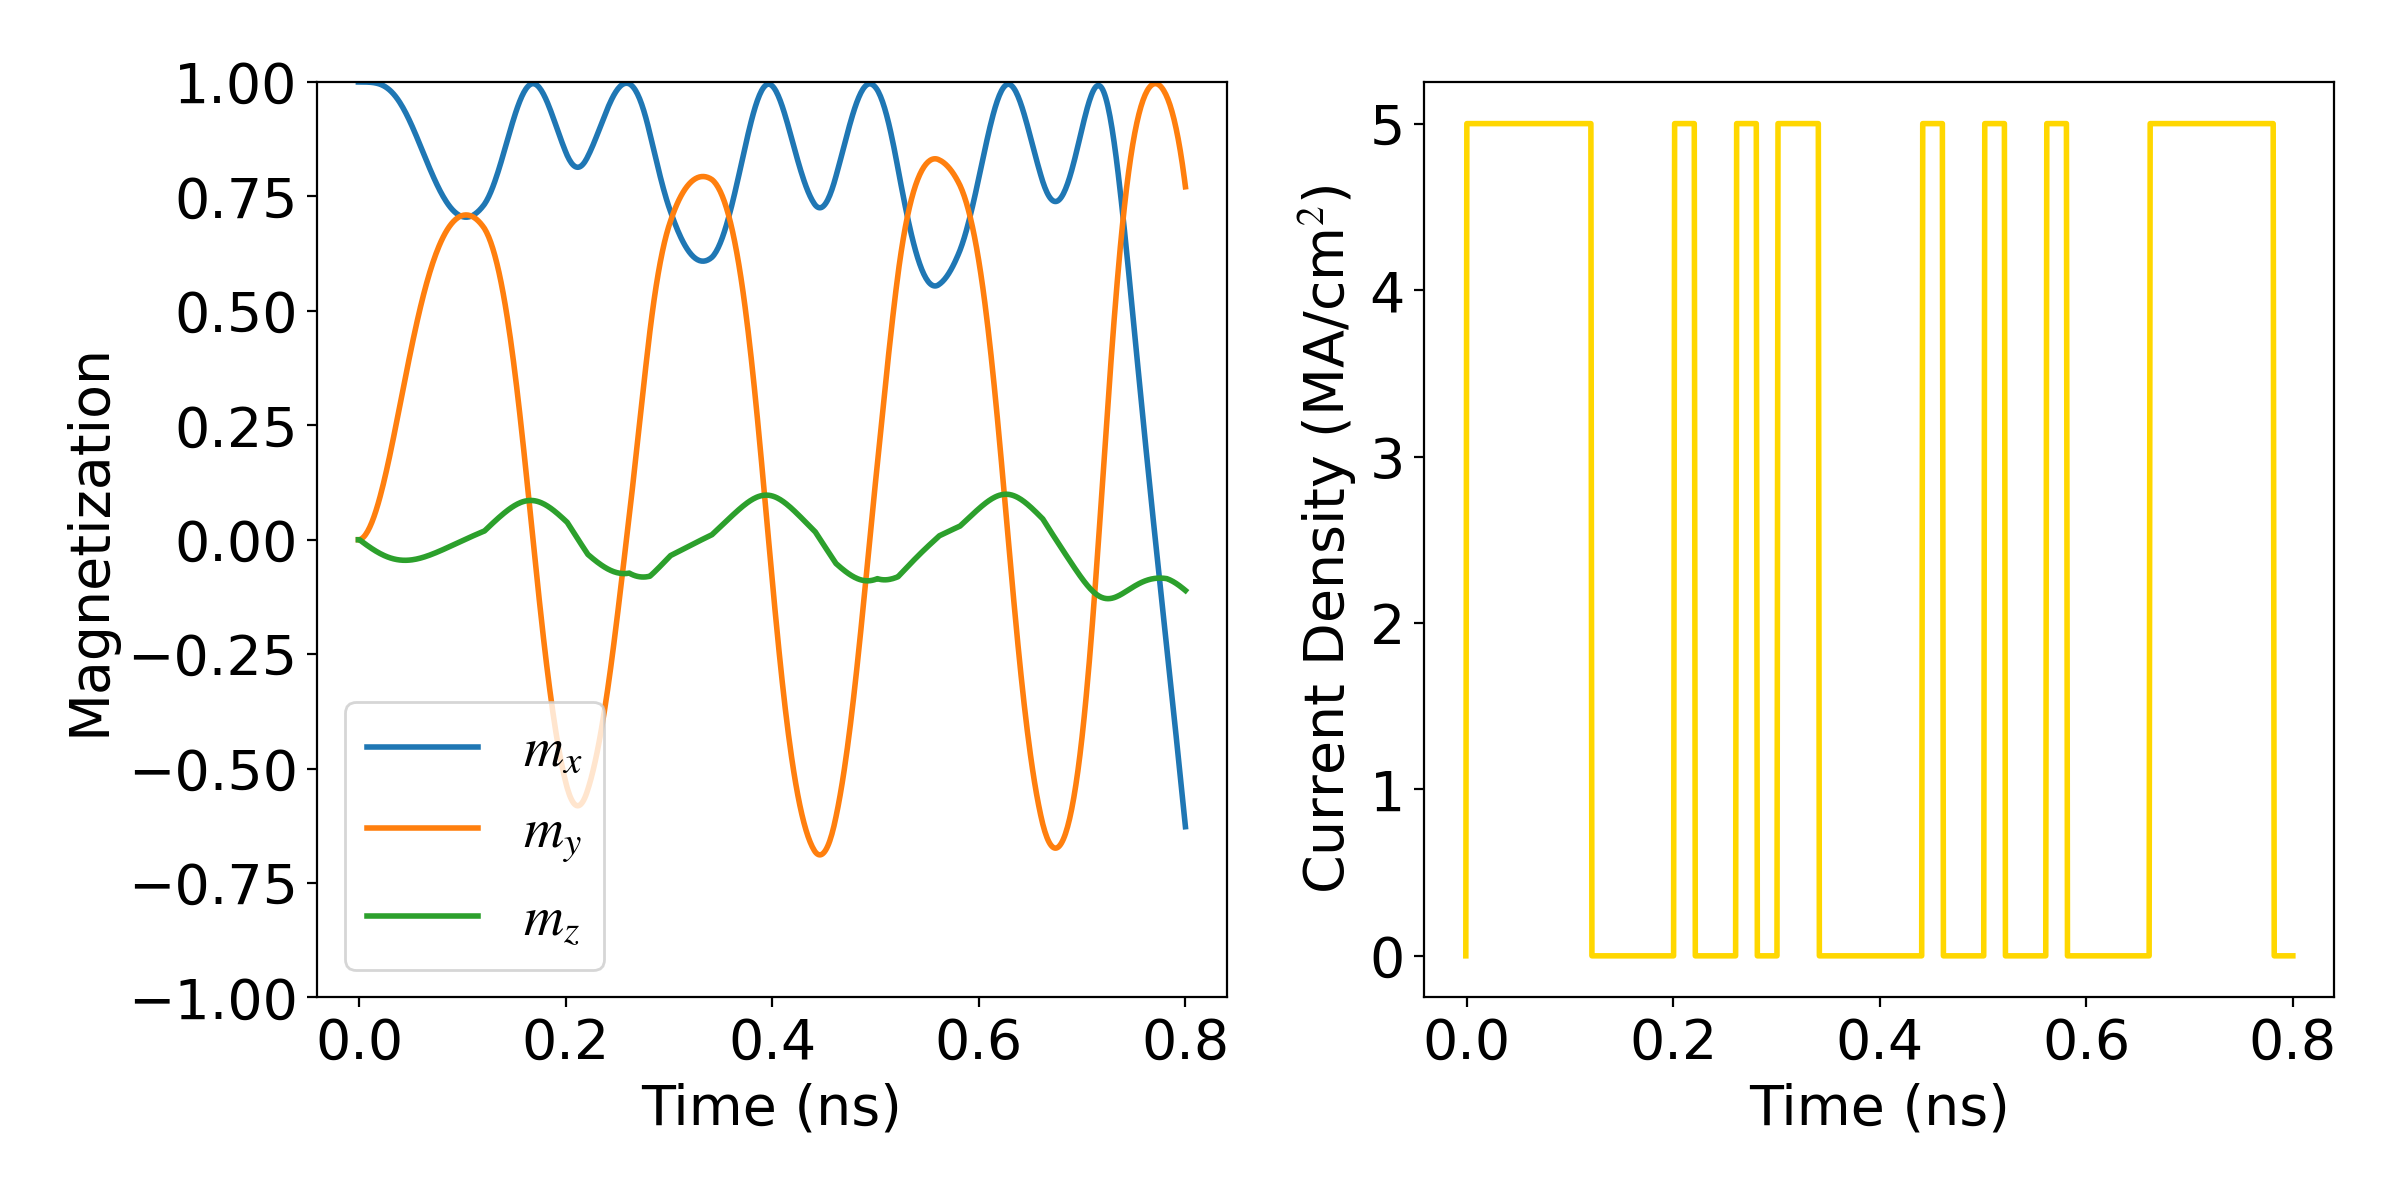 Magnetization
1.00
0.75
0.50
0.25
0.00
−0.25
−0.50
−0.75
−1.00
0.0 0.2 0.4 0.6 0.8
Time (ns)
mₓ
m_y
m_z
Current Density (MA/cm²)
5
4
3
2
1
0
0.0 0.2 0.4 0.6 0.8
Time (ns)